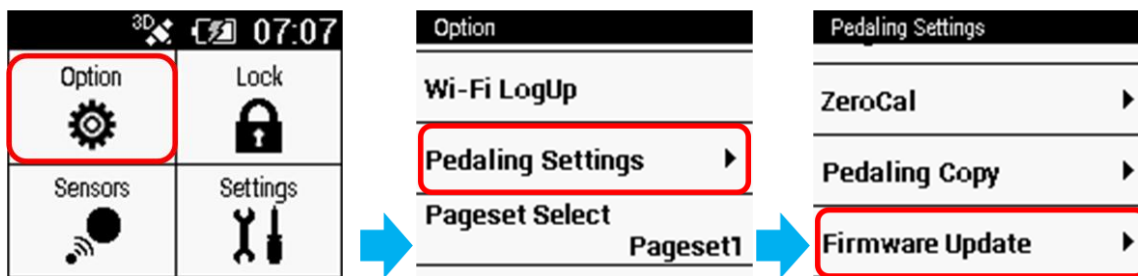 3D 07:07
Option Lock
Sensors Settings
Option
Wi-Fi LogUp
Pedaling Settings
Pageset Select
Pageset1
Pedaling Settings
ZeroCal
Pedaling Copy
Firmware Update